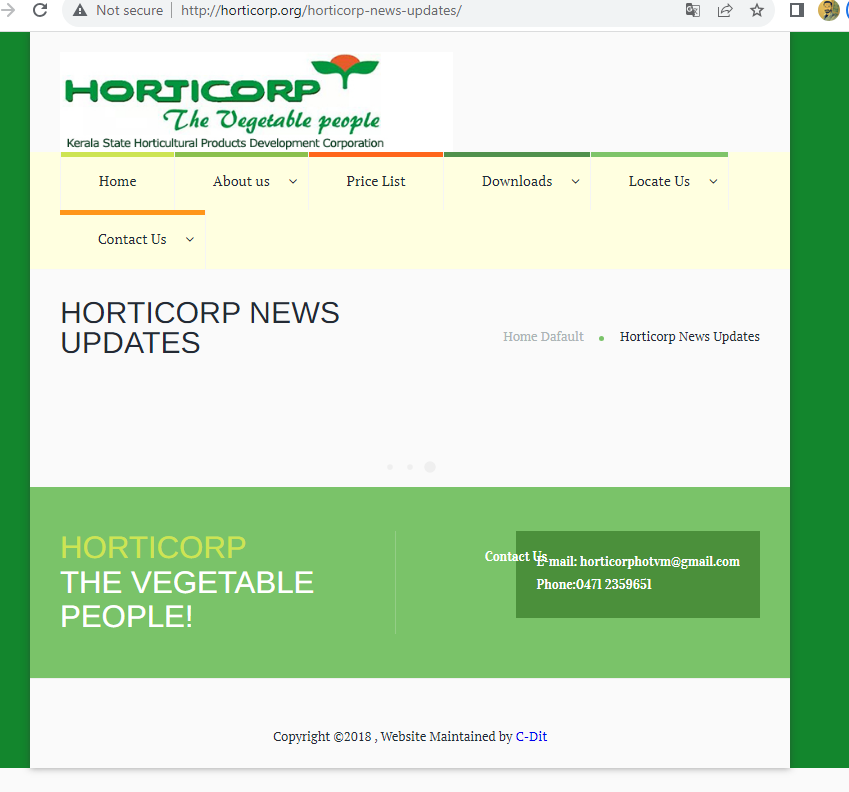 Not secure | http://horticorp.org/horticorp-news-updates/
HORTICORP
The Vegetable people
Kerala State Horticultural Products Development Corporation
Home
About us
Price List
Downloads
Locate Us
Contact Us
HORTICORP NEWS
UPDATES
Home Dafault
Horticorp News Updates
HORTICORP
THE VEGETABLE
PEOPLE!
Contact Us
E-mail: horticorphotvm@gmail.com
Phone:0471 2359651
Copyright ©2018 , Website Maintained by C-Dit